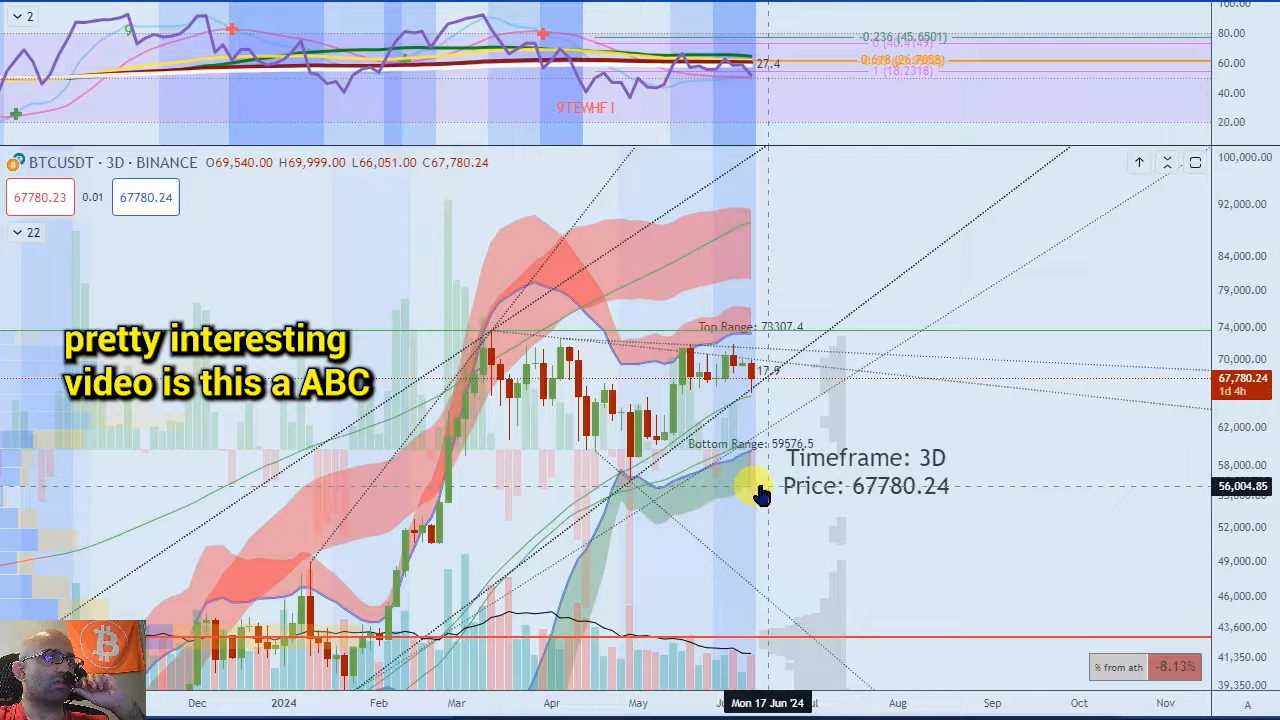 2
9
100.00
80.00
60.00
40.00
20.00
-0.236 (45.6501)
0 (40.4149)
0.618 (26.7058)
1 (18.2318)
27.4
9TEWHF I
BTCUSDT · 3D · BINANCE O69,540.00 H69,999.00 L66,051.00 C67,780.24
67780.23 0.01 67780.24
22
100,000.00
92,000.00
84,000.00
79,000.00
74,000.00
70,000.00
67,780.24
1d 4h
62,000.00
58,000.00
56,004.85
52,000.00
49,000.00
46,000.00
43,600.00
41,350.00
39,350.00
pretty interesting
video is this a ABC
Top Range: 73307.4
17.9
Bottom Range: 59576.5
Timeframe: 3D
Price: 67780.24
% from ath -8.13%
Dec 2024 Feb Mar Apr May Mon 17 Jun '24 Aug Sep Oct Nov
A